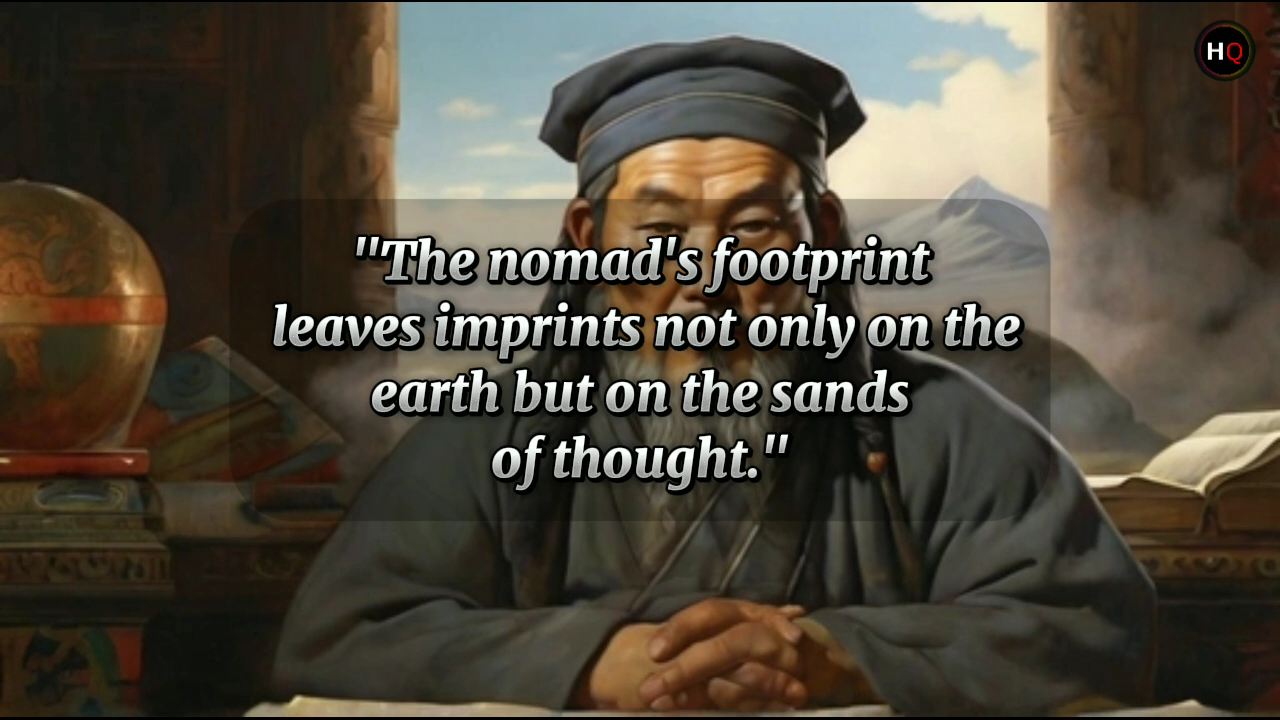 HQ
"The nomad's footprint
leaves imprints not only on the
earth but on the sands
of thought."